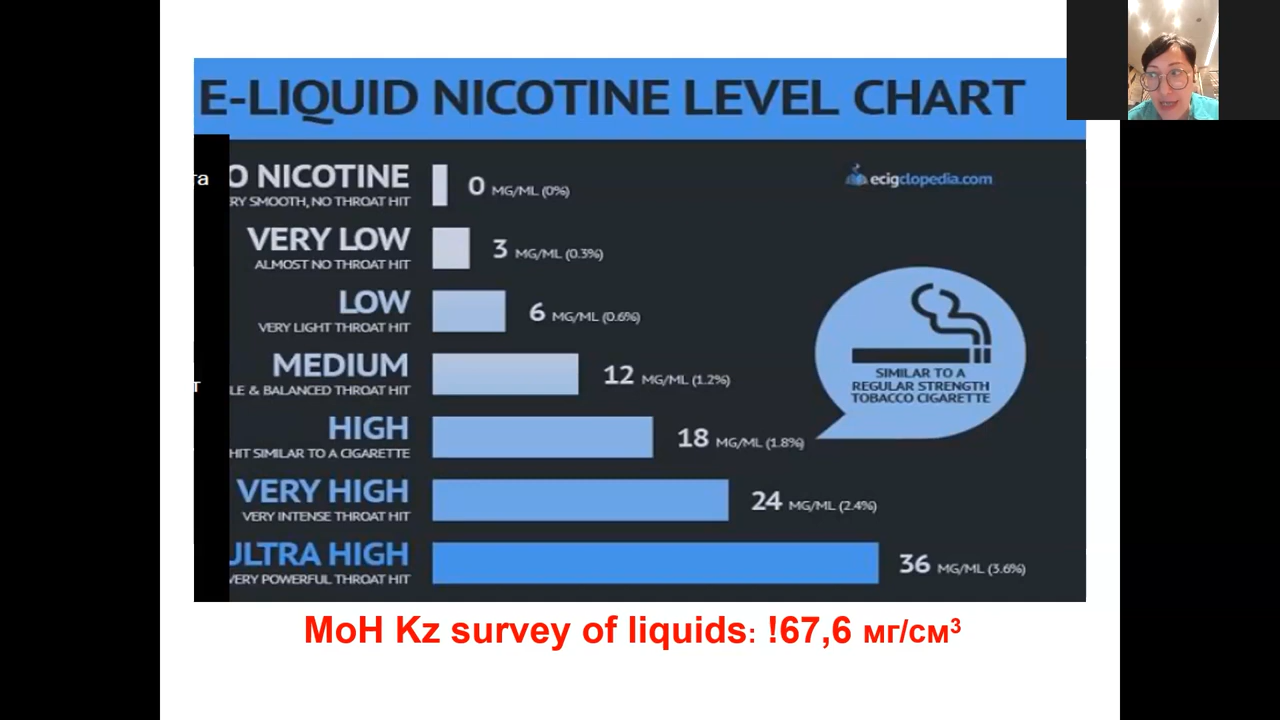 E-LIQUID NICOTINE LEVEL CHART
ecigclopedia.com
та
O NICOTINE
RY SMOOTH, NO THROAT HIT
0 MG/ML (0%)
VERY LOW
ALMOST NO THROAT HIT
3 MG/ML (0.3%)
LOW
VERY LIGHT THROAT HIT
6 MG/ML (0.6%)
MEDIUM
LE & BALANCED THROAT HIT
12 MG/ML (1.2%)
т
SIMILAR TO A
REGULAR STRENGTH
TOBACCO CIGARETTE
HIGH
HIT SIMILAR TO A CIGARETTE
18 MG/ML (1.8%)
VERY HIGH
VERY INTENSE THROAT HIT
24 MG/ML (2.4%)
ULTRA HIGH
VERY POWERFUL THROAT HIT
36 MG/ML (3.6%)
MoH Kz survey of liquids: !67,6 мг/см³